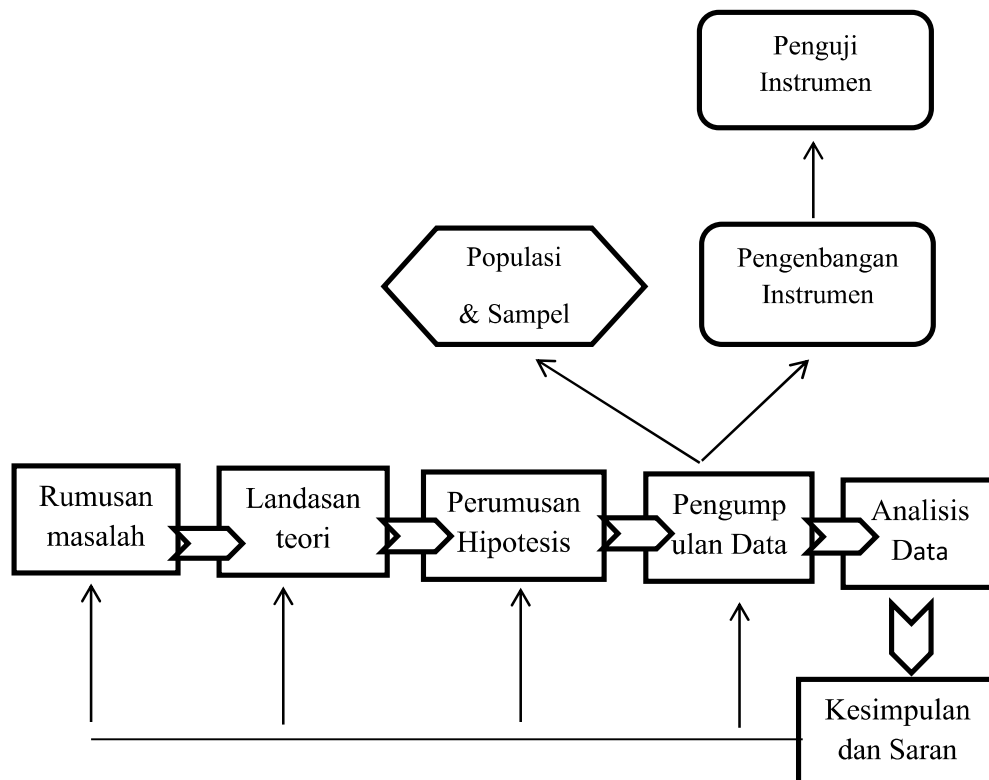 Penguji
Instrumen
Populasi
& Sampel
Pengenbangan
Instrumen
Rumusan
masalah
Landasan
teori
Perumusan
Hipotesis
Pengump
ulan Data
Analisis
Data
Kesimpulan
dan Saran